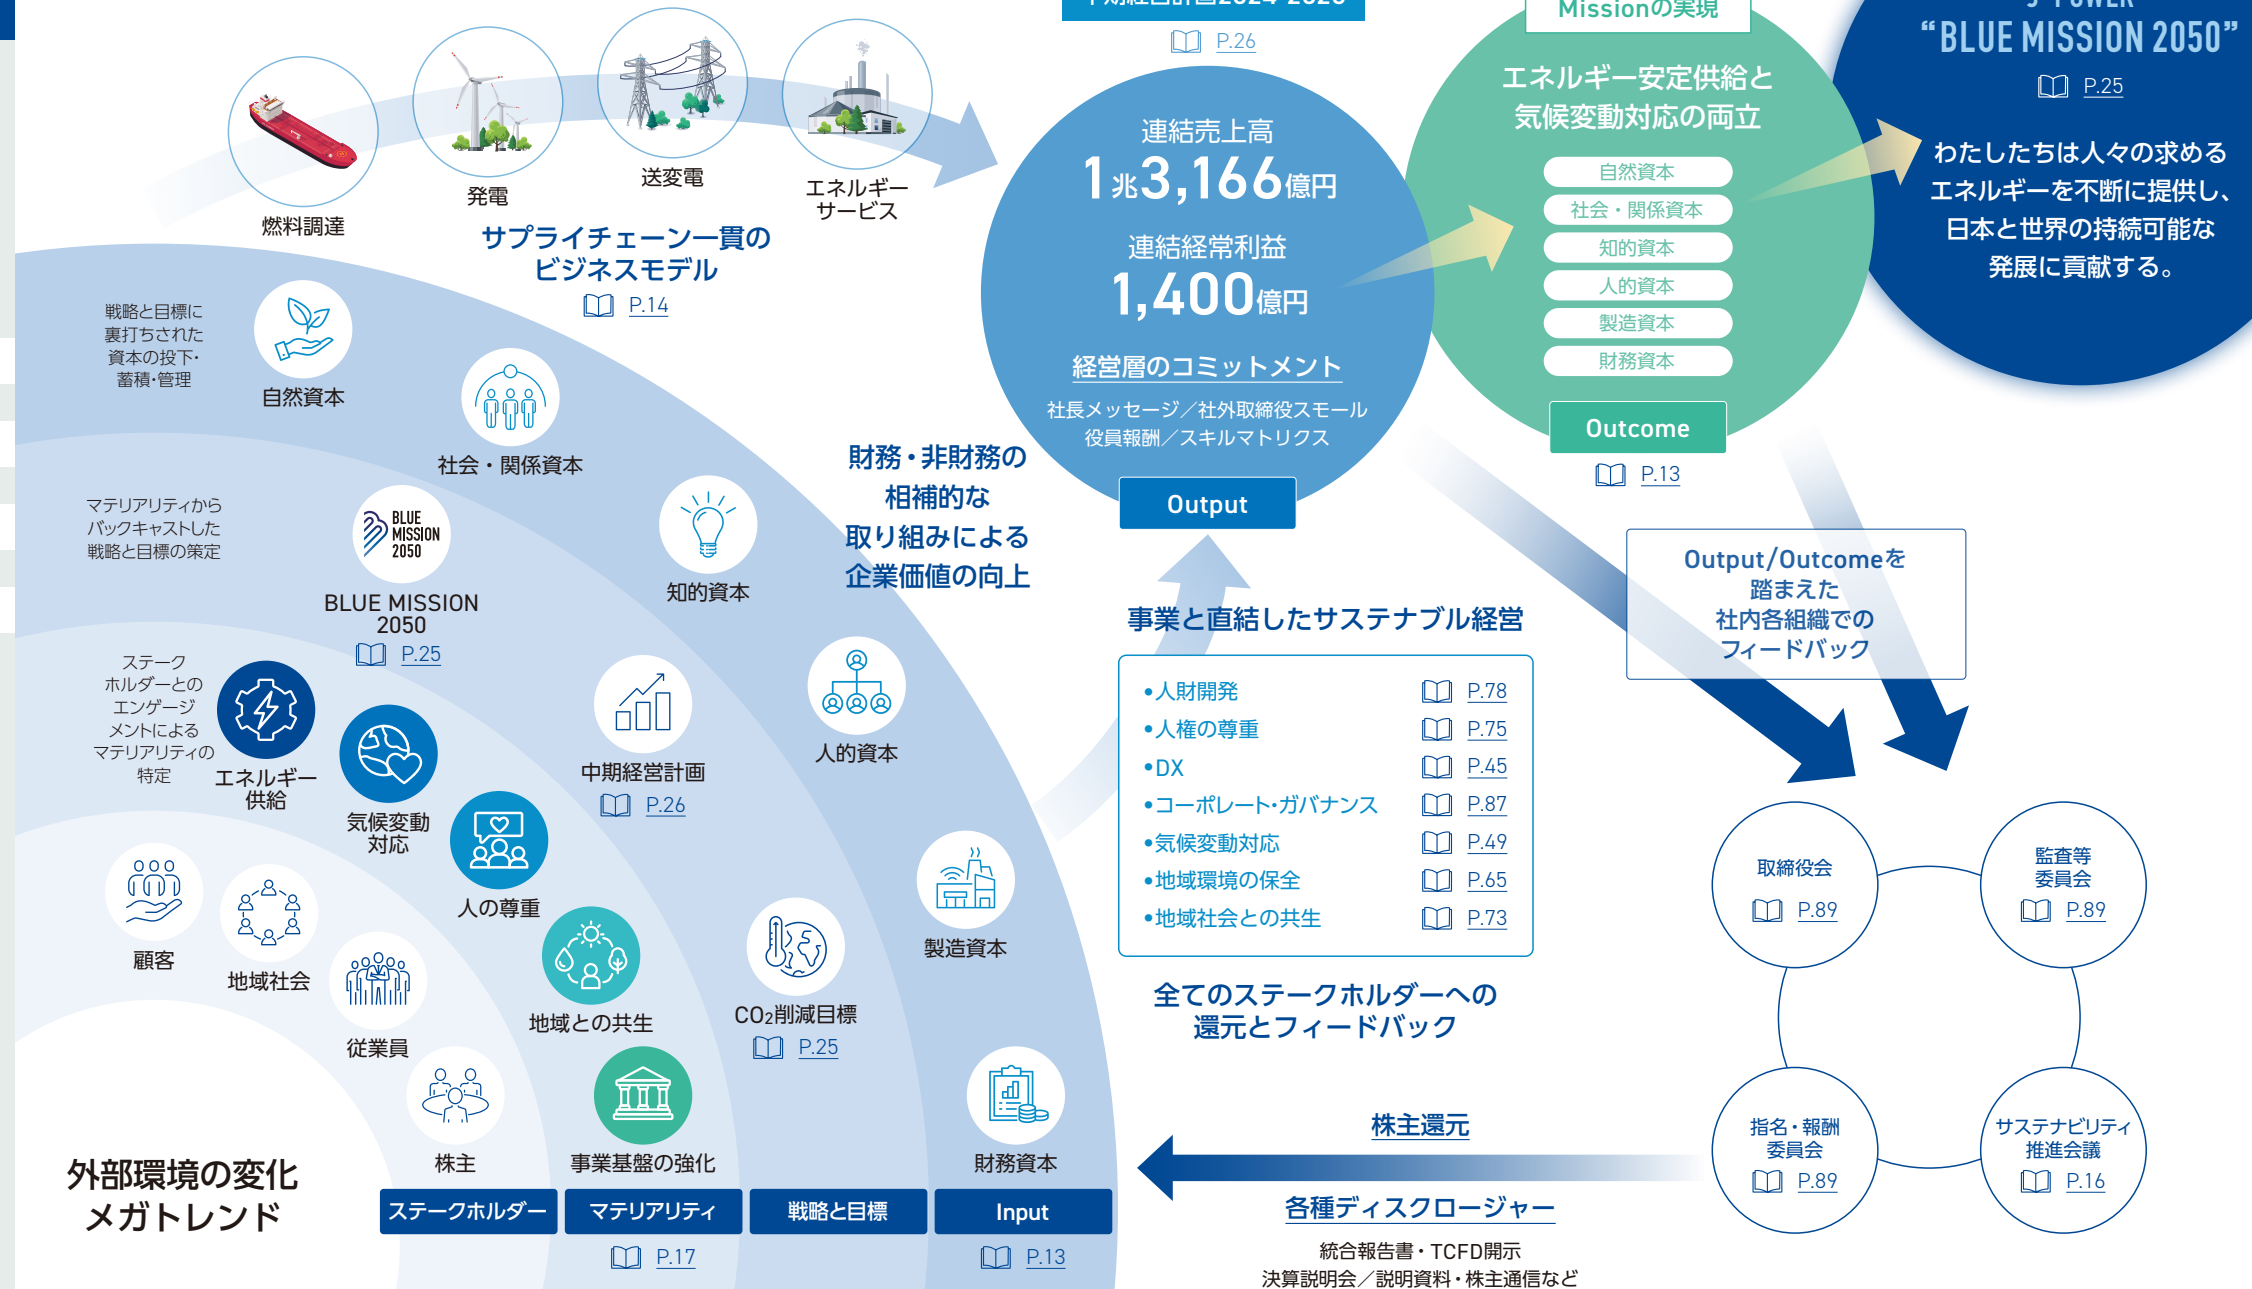 中期経営計画2024-2026
P.26
Missionの実現
J-POWER
“BLUE MISSION 2050”
P.25
わたしたちは人々の求める
エネルギーを不断に提供し、
日本と世界の持続可能な
発展に貢献する。
燃料調達
発電
送変電
エネルギー
サービス
サプライチェーン一貫の
ビジネスモデル
P.14
連結売上高
1兆3,166億円
連結経常利益
1,400億円
経営層のコミットメント
社長メッセージ／社外取締役スモール
役員報酬／スキルマトリクス
Output
エネルギー安定供給と
気候変動対応の両立
自然資本
社会・関係資本
知的資本
人的資本
製造資本
財務資本
Outcome
P.13
戦略と目標に
裏打ちされた
資本の投下・
蓄積・管理
自然資本
社会・関係資本
知的資本
人的資本
製造資本
財務資本
財務・非財務の
相補的な
取り組みによる
企業価値の向上
マテリアリティから
バックキャストした
戦略と目標の策定
BLUE
MISSION
2050
BLUE MISSION
2050
P.25
中期経営計画
P.26
CO2削減目標
P.25
ステーク
ホルダーとの
エンゲージ
メントによる
マテリアリティの
特定
エネルギー
供給
気候変動
対応
人の尊重
地域との共生
事業基盤の強化
顧客
地域社会
従業員
株主
外部環境の変化
メガトレンド
ステークホルダー
マテリアリティ
戦略と目標
Input
P.17
P.13
事業と直結したサステナブル経営
•人財開発 P.78
•人権の尊重 P.75
•DX P.45
•コーポレート・ガバナンス P.87
•気候変動対応 P.49
•地域環境の保全 P.65
•地域社会との共生 P.73
全てのステークホルダーへの
還元とフィードバック
Output/Outcomeを
踏まえた
社内各組織での
フィードバック
取締役会
P.89
監査等
委員会
P.89
指名・報酬
委員会
P.89
サステナビリティ
推進会議
P.16
株主還元
各種ディスクロージャー
統合報告書・TCFD開示
決算説明会／説明資料・株主通信など